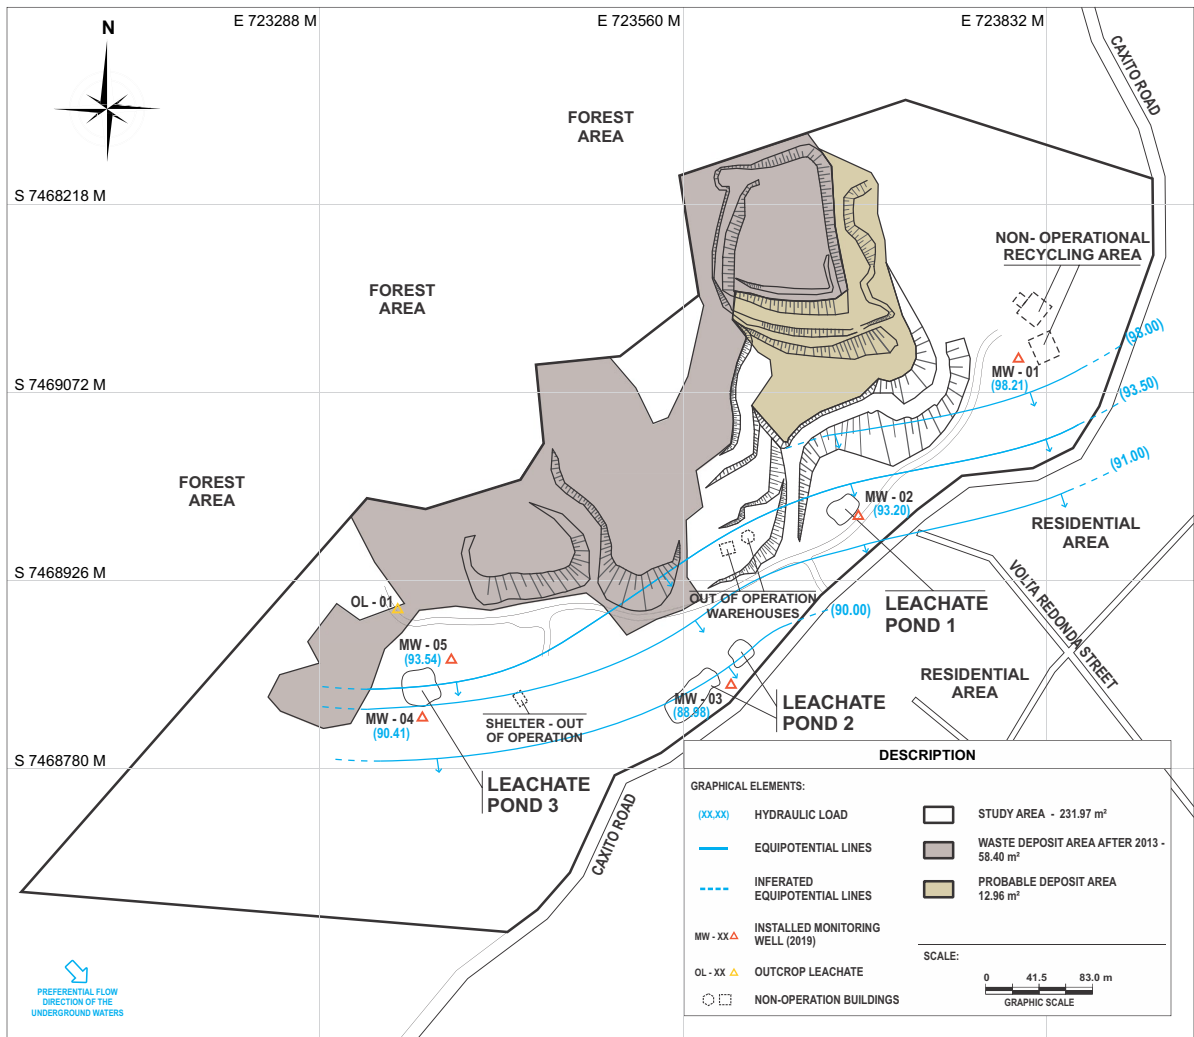 E 723288 M
E 723560 M
E 723832 M
N
CAXITO ROAD
FOREST
AREA
S 7468218 M
NON- OPERATIONAL
RECYCLING AREA
FOREST
AREA
(98.00)
S 7469072 M
MW - 01
(98.21)
(93.50)
(91.00)
FOREST
AREA
MW - 02
(93.20)
RESIDENTIAL
AREA
S 7468926 M
VOLTA REDONDA STREET
OL - 01
OUT OF OPERATION
WAREHOUSES
(90.00)
LEACHATE
POND 1
MW - 05
(93.54)
RESIDENTIAL
AREA
MW - 03
(88.98)
LEACHATE
POND 2
MW - 04
(90.41)
SHELTER - OUT
OF OPERATION
S 7468780 M
LEACHATE
POND 3
CAXITO ROAD
DESCRIPTION
GRAPHICAL ELEMENTS:
(XX,XX)
HYDRAULIC LOAD
EQUIPOTENTIAL LINES
INFERATED
EQUIPOTENTIAL LINES
MW - XX
INSTALLED MONITORING
WELL (2019)
OL - XX
OUTCROP LEACHATE
NON-OPERATION BUILDINGS
STUDY AREA - 231.97 m²
WASTE DEPOSIT AREA AFTER 2013 -
58.40 m²
PROBABLE DEPOSIT AREA
12.96 m²
SCALE:
0 41.5 83.0 m
GRAPHIC SCALE
PREFERENTIAL FLOW
DIRECTION OF THE
UNDERGROUND WATERS